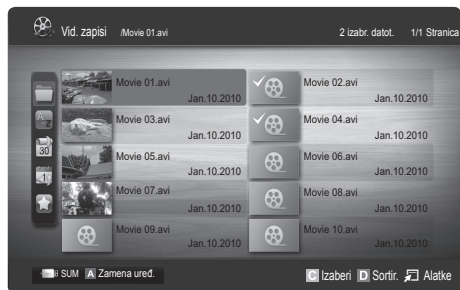 Vid. zapisi /Movie 01.avi 2 izabr. datot. 1/1 Stranica
Movie 01.avi
Jan.10.2010
Movie 02.avi
Jan.10.2010
Movie 03.avi
Jan.10.2010
Movie 04.avi
Jan.10.2010
Movie 05.avi
Jan.10.2010
Movie 06.avi
Jan.10.2010
Movie 07.avi
Jan.10.2010
Movie 08.avi
Jan.10.2010
Movie 09.avi
Jan.10.2010
Movie 10.avi
Jan.10.2010
A
Z
30
1
SUM A Zamena uređ. C Izaberi D Sortir. Alatke